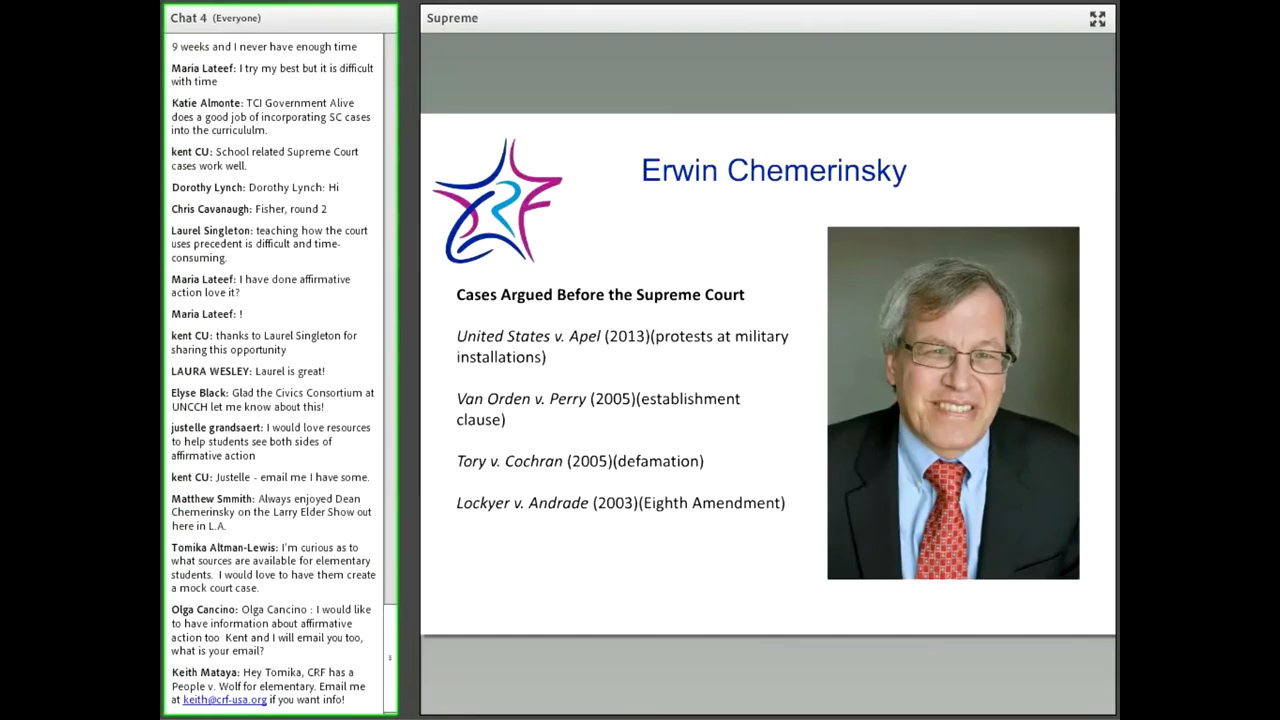 Chat 4 (Everyone)
9 weeks and I never have enough time
Maria Lateef: I try my best but it is difficult
with time
Katie Almonte: TCI Government Alive
does a good job of incorporating SC cases
into the curricululm.
kent CU: School related Supreme Court
cases work well.
Dorothy Lynch: Dorothy Lynch: Hi
Chris Cavanaugh: Fisher, round 2
Laurel Singleton: teaching how the court
uses precedent is difficult and time-
consuming.
Maria Lateef: I have done affirmative
action love it?
Maria Lateef: !
kent CU: thanks to Laurel Singleton for
sharing this opportunity
LAURA WESLEY: Laurel is great!
Elyse Black: Glad the Civics Consortium at
UNCCH let me know about this!
justelle grandsaert: I would love resources
to help students see both sides of
affirmative action
kent CU: Justelle - email me I have some.
Matthew Smmith: Always enjoyed Dean
Chemerinsky on the Larry Elder Show out
here in L.A.
Tomika Altman-Lewis: I'm curious as to
what sources are available for elementary
students. I would love to have them create
a mock court case.
Olga Cancino: Olga Cancino : I would like
to have information about affirmative
action too Kent and I will email you too,
what is your email?
Keith Mataya: Hey Tomika, CRF has a
People v. Wolf for elementary. Email me
at keith@crf-usa.org if you want info!
Supreme
CRF
Erwin Chemerinsky
Cases Argued Before the Supreme Court
United States v. Apel (2013)(protests at military
installations)
Van Orden v. Perry (2005)(establishment
clause)
Tory v. Cochran (2005)(defamation)
Lockyer v. Andrade (2003)(Eighth Amendment)